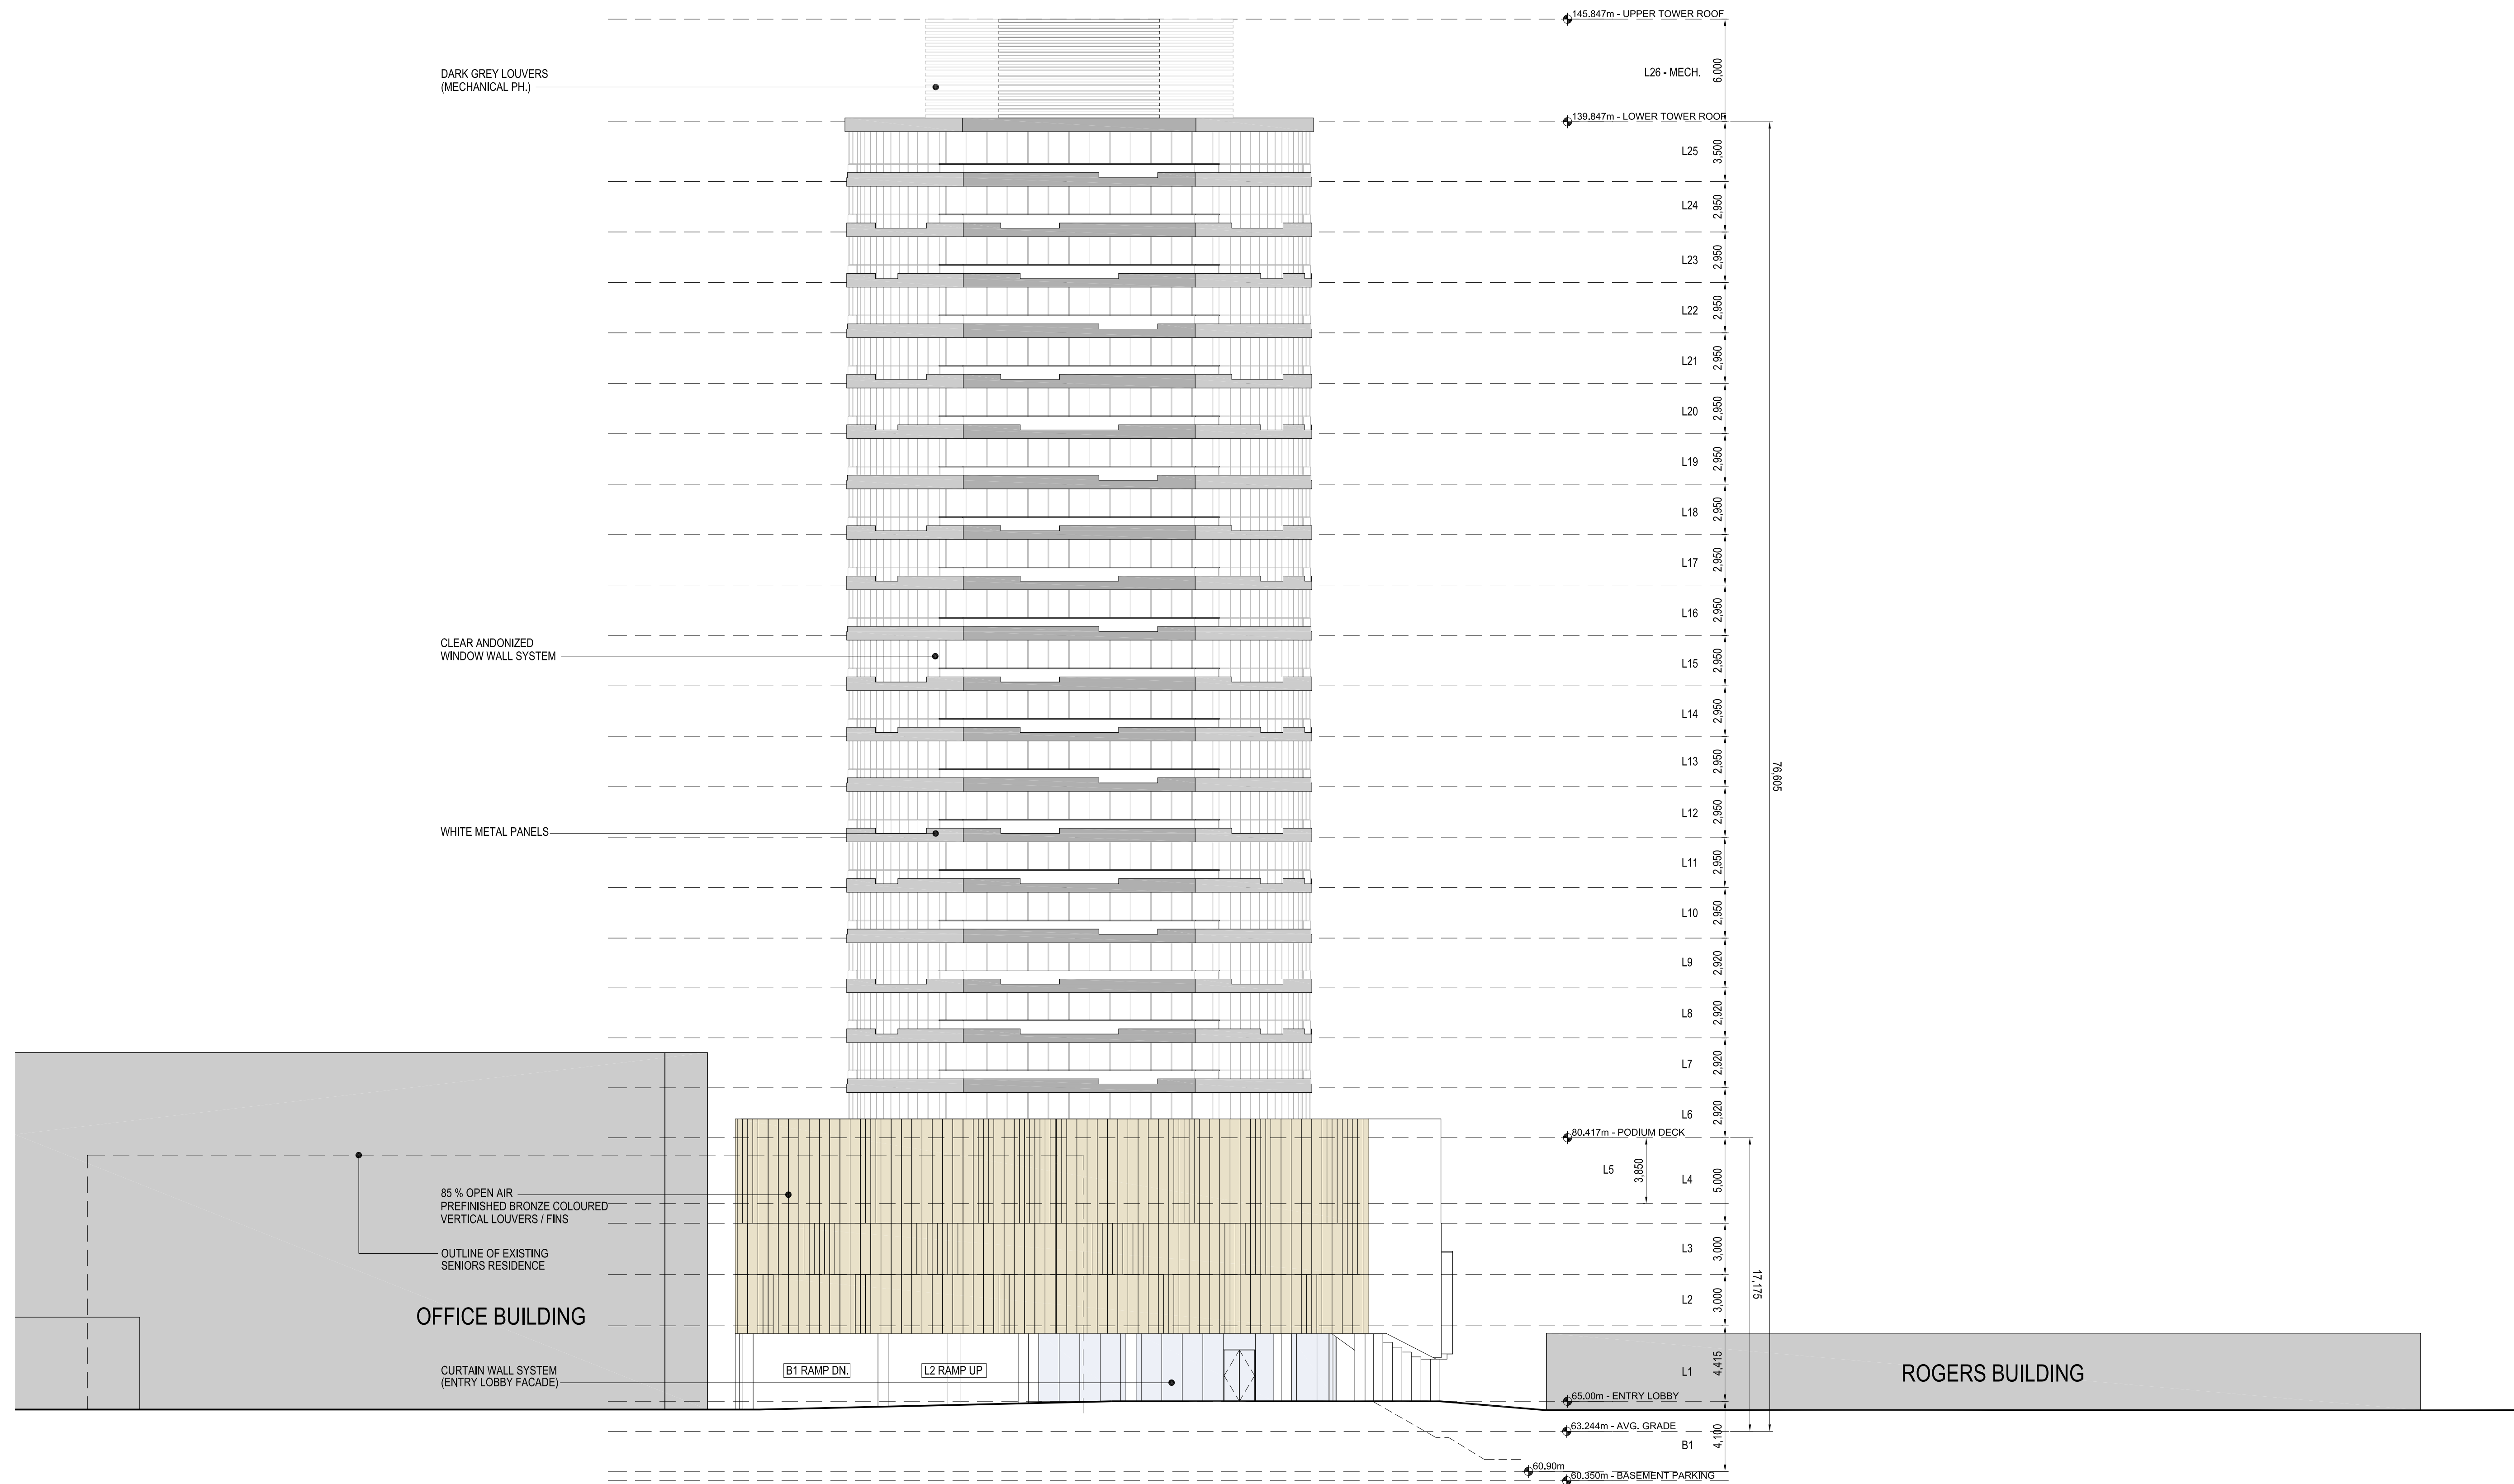 145.847m - UPPER TOWER ROOF
DARK GREY LOUVERS
(MECHANICAL PH.)
L26 - MECH.
6,000
139.847m - LOWER TOWER ROOF
L25
3,500
L24
2,950
L23
2,950
L22
2,950
L21
2,950
L20
2,950
L19
2,950
L18
2,950
L17
2,950
L16
2,950
CLEAR ANDONIZED
WINDOW WALL SYSTEM
L15
2,950
L14
2,950
L13
2,950
76,605
L12
2,950
WHITE METAL PANELS
L11
2,950
L10
2,950
L9
2,920
L8
2,920
L7
2,920
L6
2,920
80.417m - PODIUM DECK
L5
3,850
L4
5,000
85 % OPEN AIR
PREFINISHED BRONZE COLOURED
VERTICAL LOUVERS / FINS
OUTLINE OF EXISTING
SENIORS RESIDENCE
L3
3,000
17,175
L2
3,000
OFFICE BUILDING
CURTAIN WALL SYSTEM
(ENTRY LOBBY FACADE)
B1 RAMP DN.
L2 RAMP UP
L1
4,415
ROGERS BUILDING
65.00m - ENTRY LOBBY
63.244m - AVG. GRADE
B1
4,100
60.90m
60.350m - BASEMENT PARKING